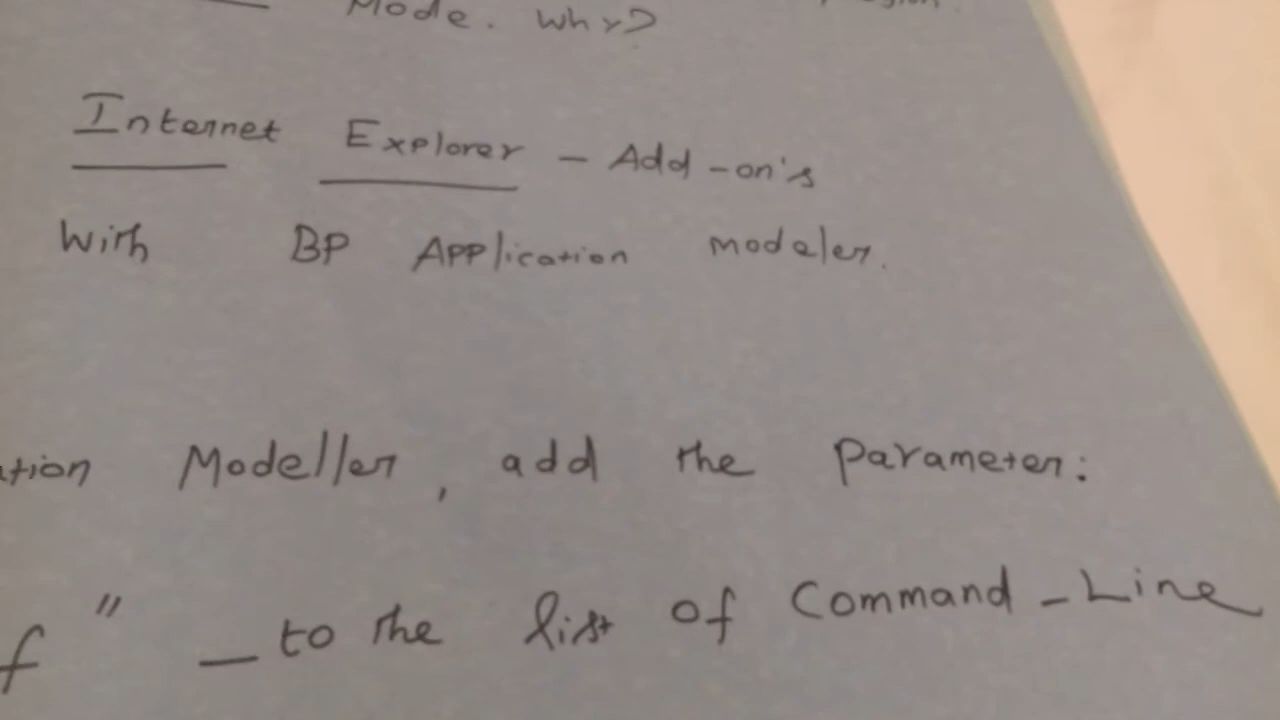 Mode. Why?
Internet Explorer - Add-on's
With BP Application modeler.
ation Modeller, add the Parameter:
f" - to the list of Command-Line